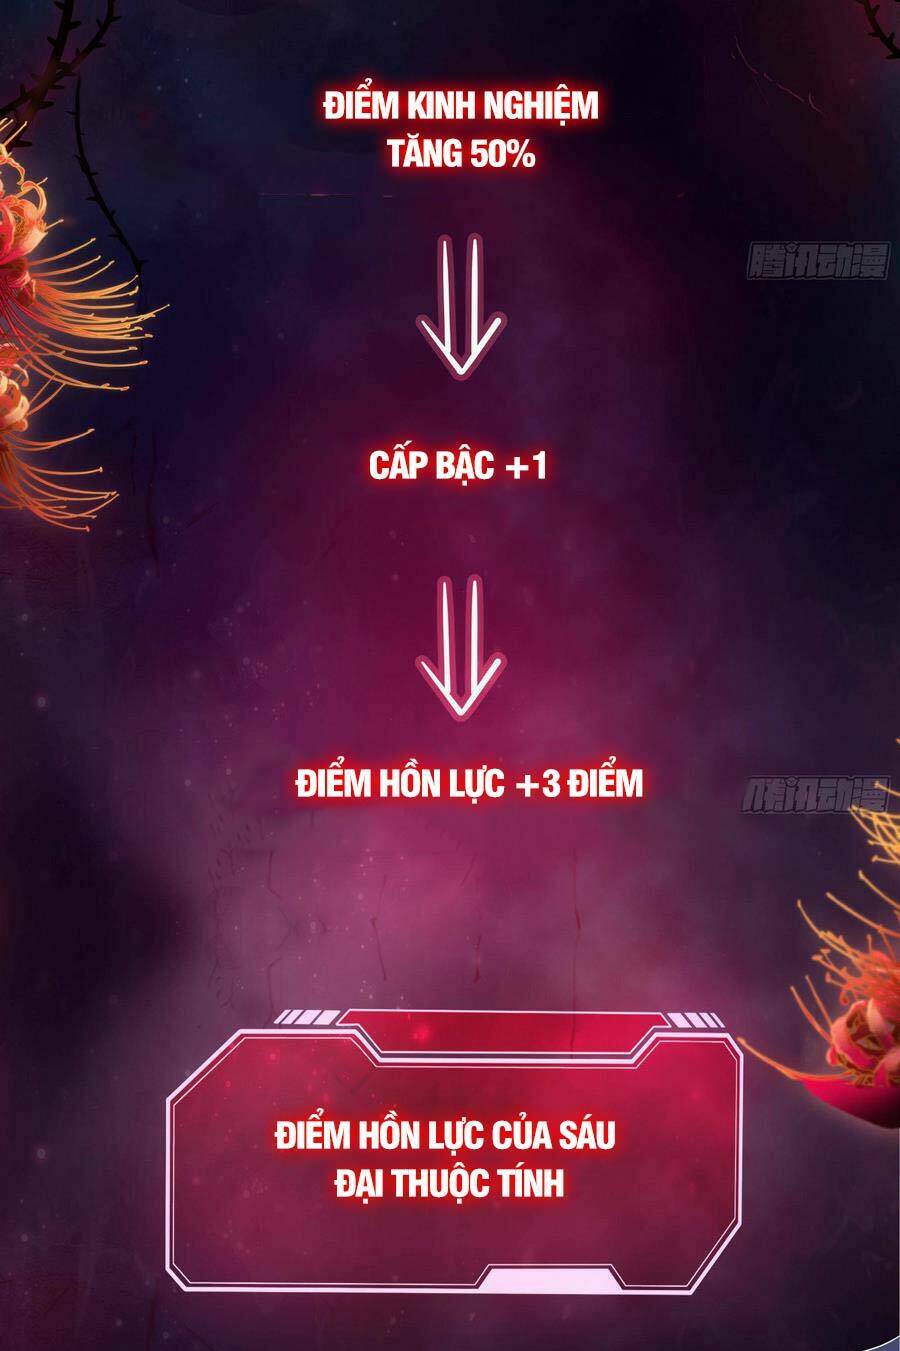 ĐIỂM KINH NGHIỆM
TĂNG 50%
腾讯动漫
CẤP BẬC +1
ĐIỂM HỒN LỰC +3 ĐIỂM
腾讯动漫
ĐIỂM HỒN LỰC CỦA SÁU
ĐẠI THUỘC TÍNH